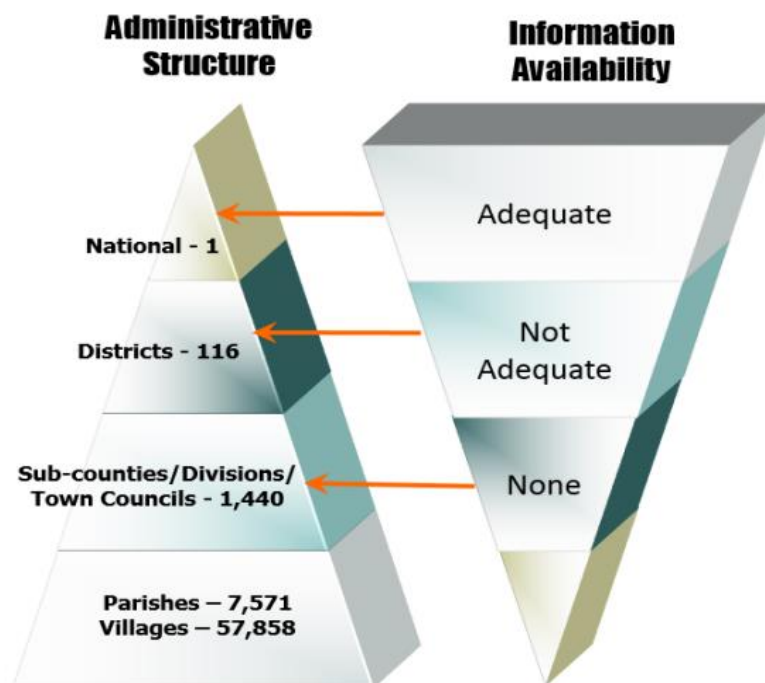 Administrative
Structure
Information
Availability
National - 1
Adequate
Districts - 116
Not
Adequate
Sub-counties/Divisions/
Town Councils - 1,440
None
Parishes – 7,571
Villages – 57,858